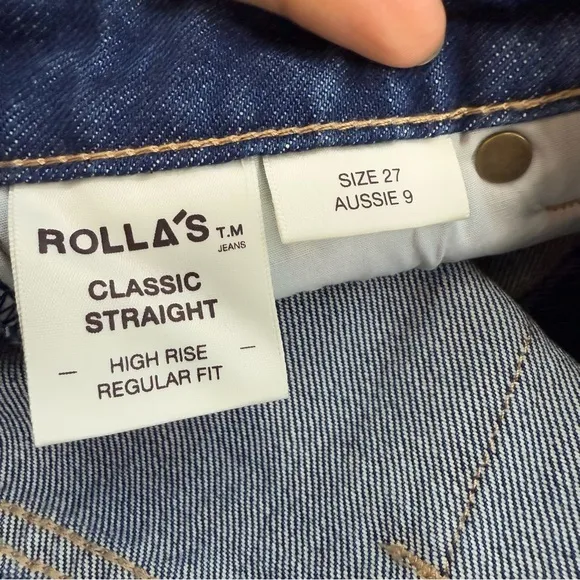 ROLLA'S T.M
JEANS
CLASSIC
STRAIGHT
— HIGH RISE —
REGULAR FIT
SIZE 27
AUSSIE 9